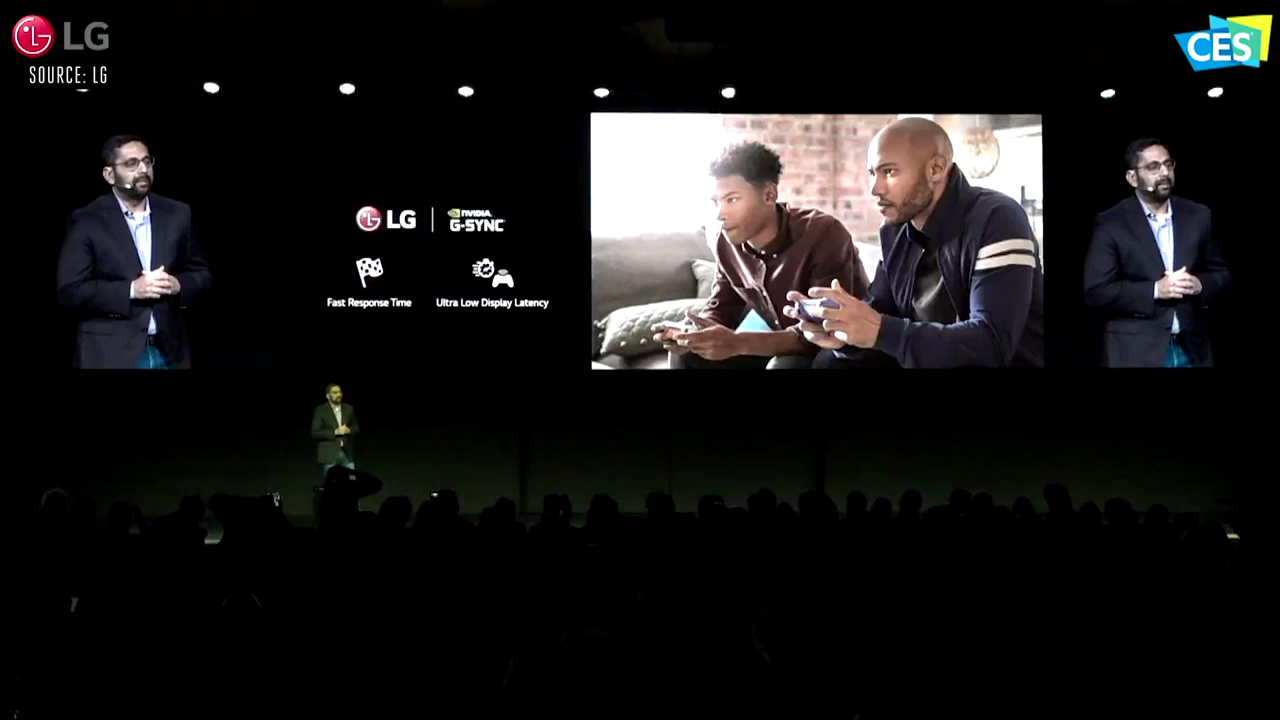 LG
SOURCE: LG
CES
LG | NVIDIA. G-SYNC
Fast Response Time
Ultra Low Display Latency